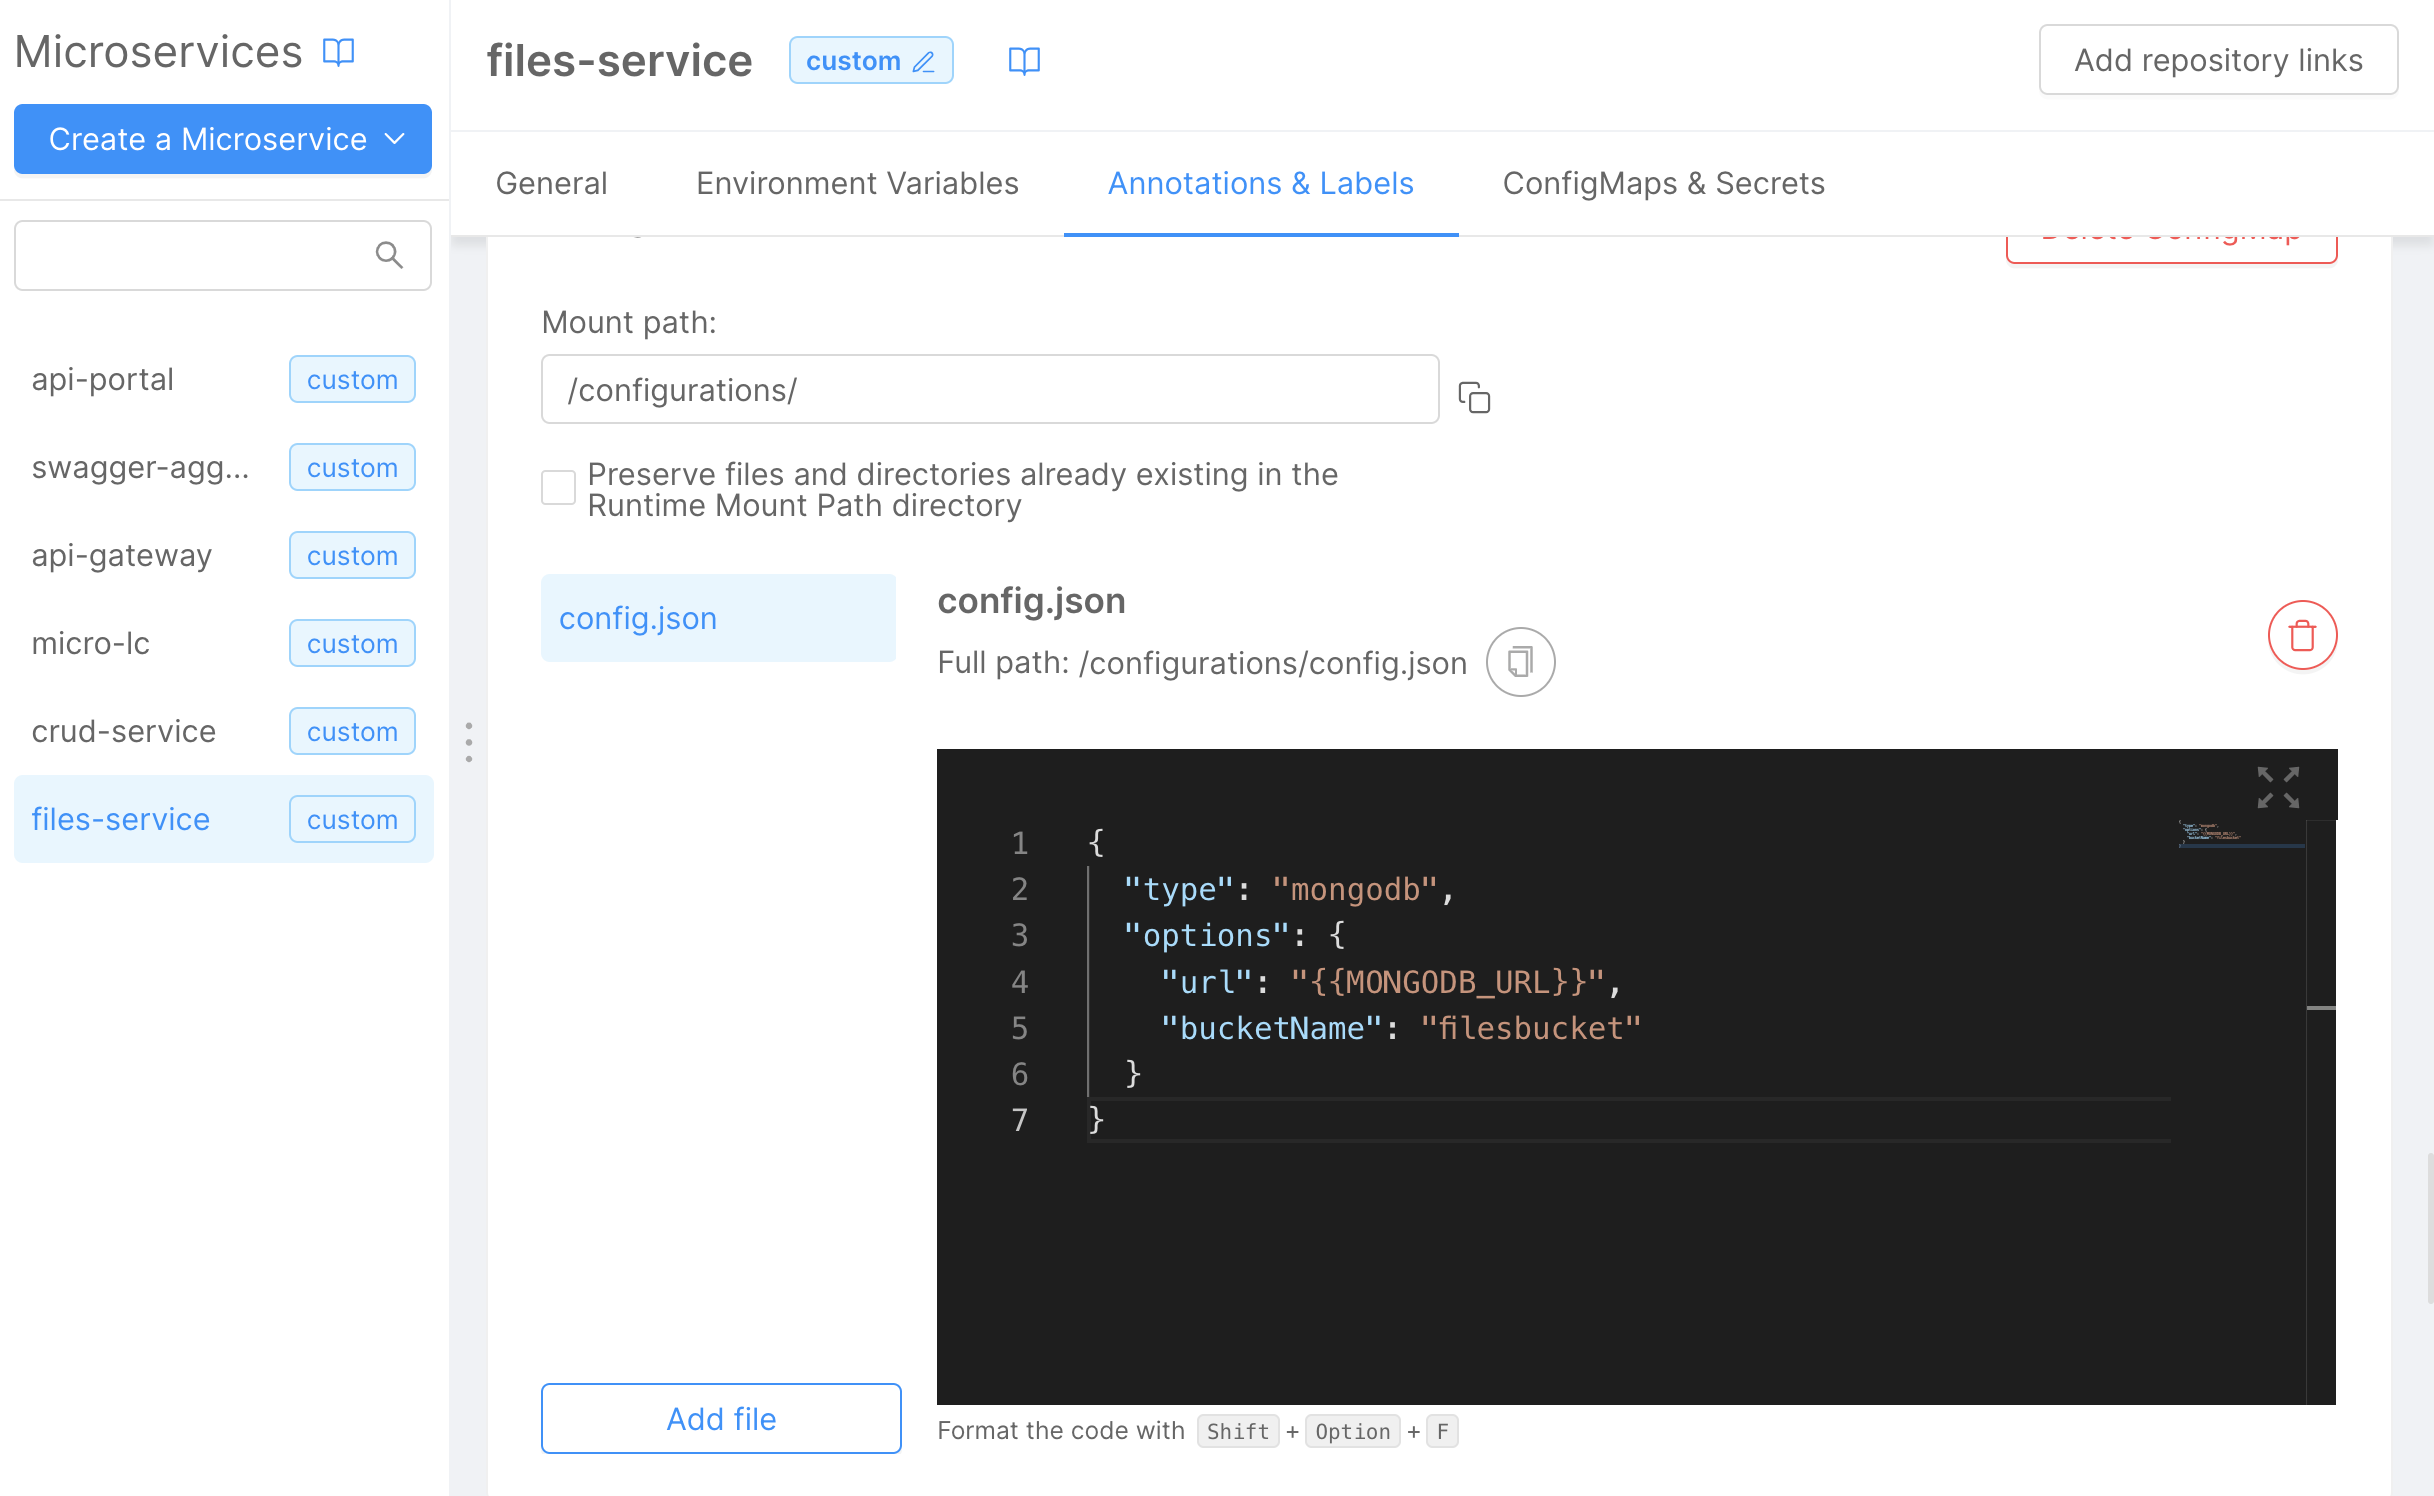 Microservices
Create a Microservice
api-portal custom
swagger-agg... custom
api-gateway custom
micro-lc custom
crud-service custom
files-service custom
files-service custom
Add repository links
General Environment Variables Annotations & Labels ConfigMaps & Secrets
Delete ConfigMap
Mount path:
/configurations/
Preserve files and directories already existing in the
Runtime Mount Path directory
config.json
Add file
config.json
Full path: /configurations/config.json
1 {
2 "type": "mongodb",
3 "options": {
4 "url": "{{MONGODB_URL}}",
5 "bucketName": "filesbucket"
6 }
7 }
Format the code with Shift + Option + F